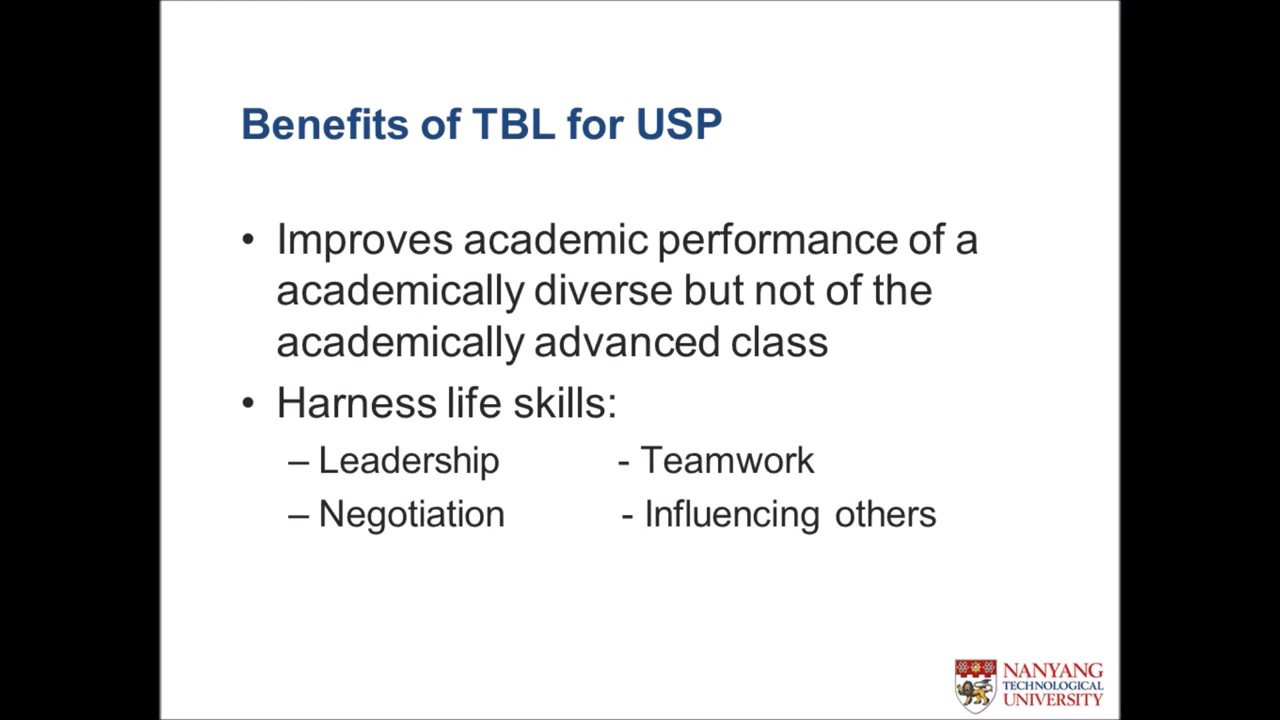 Benefits of TBL for USP
• Improves academic performance of a
academically diverse but not of the
academically advanced class
• Harness life skills:
– Leadership - Teamwork
– Negotiation - Influencing others
NANYANG
TECHNOLOGICAL
UNIVERSITY